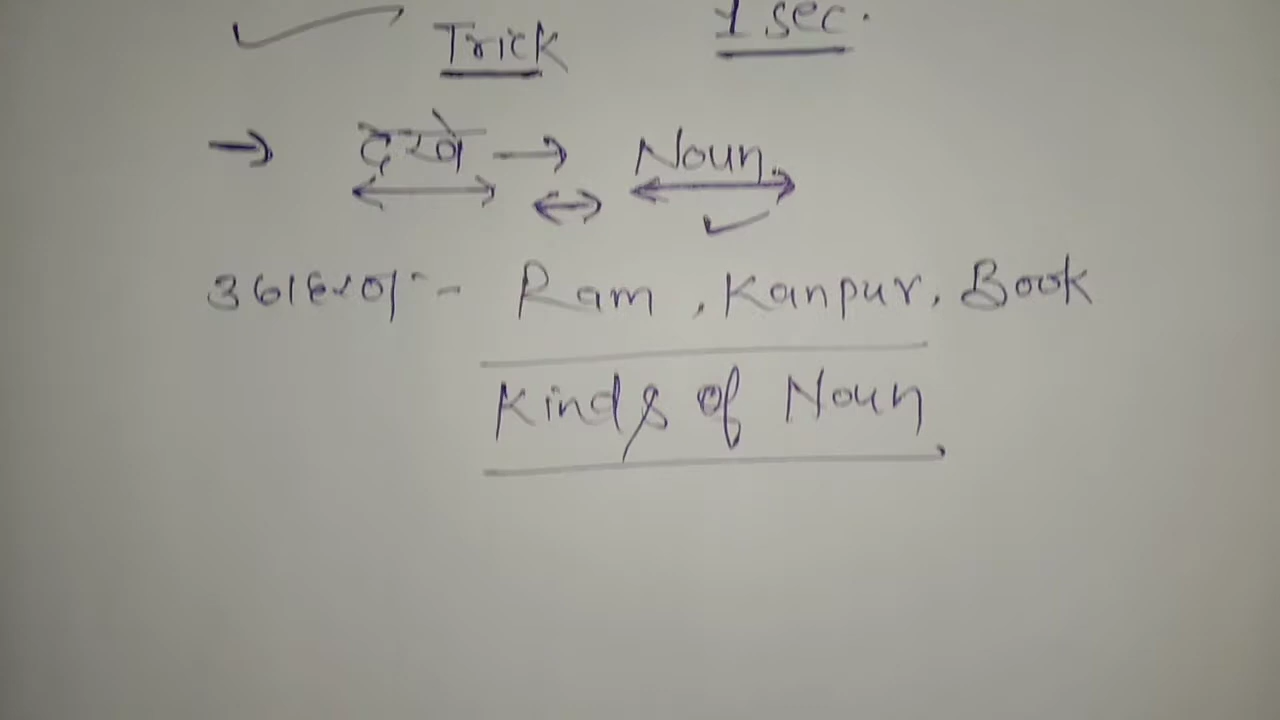 Trick 1 sec.
→ देखो → Noun.
उदाहरण:- Ram, Kanpur, Book
Kinds of Noun